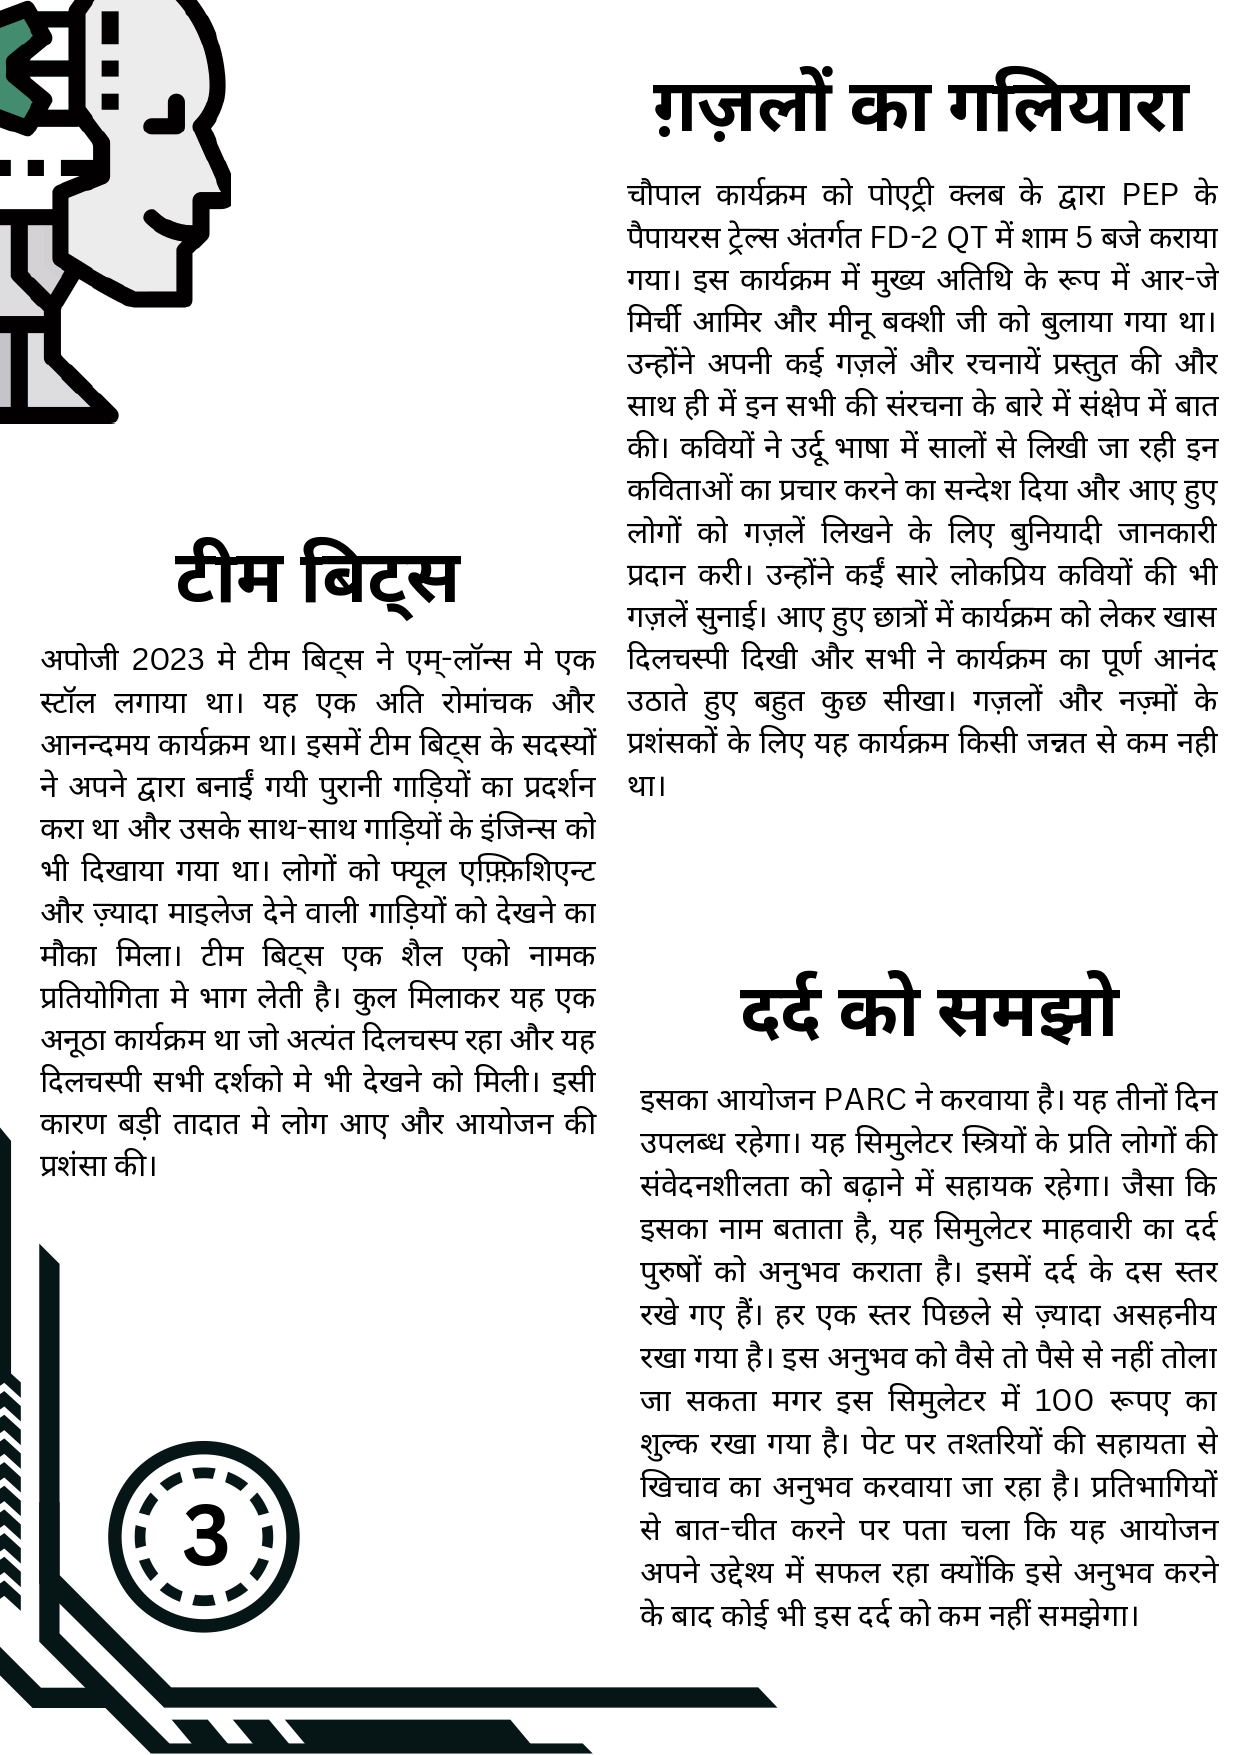 टीम बिट्स
अपोजी 2023 मे टीम बिट्स ने एम्-लॉन्स मे एक
स्टॉल लगाया था। यह एक अति रोमांचक और
आनन्दमय कार्यक्रम था। इसमें टीम बिट्स के सदस्यों
ने अपने द्वारा बनाईं गयी पुरानी गाड़ियों का प्रदर्शन
करा था और उसके साथ-साथ गाड़ियों के इंजिन्स को
भी दिखाया गया था। लोगों को फ्यूल एफ़्फ़िशिएन्ट
और ज़्यादा माइलेज देने वाली गाड़ियों को देखने का
मौका मिला। टीम बिट्स एक शैल एको नामक
प्रतियोगिता मे भाग लेती है। कुल मिलाकर यह एक
अनूठा कार्यक्रम था जो अत्यंत दिलचस्प रहा और यह
दिलचस्पी सभी दर्शको मे भी देखने को मिली। इसी
कारण बड़ी तादात मे लोग आए और आयोजन की
प्रशंसा की।
ग़ज़लों का गलियारा
चौपाल कार्यक्रम को पोएट्री क्लब के द्वारा PEP के
पैपायरस ट्रेल्स अंतर्गत FD-2 QT में शाम 5 बजे कराया
गया। इस कार्यक्रम में मुख्य अतिथि के रूप में आर-जे
मिर्ची आमिर और मीनू बक्शी जी को बुलाया गया था।
उन्होंने अपनी कई गज़लें और रचनायें प्रस्तुत की और
साथ ही में इन सभी की संरचना के बारे में संक्षेप में बात
की। कवियों ने उर्दू भाषा में सालों से लिखी जा रही इन
कविताओं का प्रचार करने का सन्देश दिया और आए हुए
लोगों को गज़लें लिखने के लिए बुनियादी जानकारी
प्रदान करी। उन्होंने कईं सारे लोकप्रिय कवियों की भी
गज़लें सुनाई। आए हुए छात्रों में कार्यक्रम को लेकर खास
दिलचस्पी दिखी और सभी ने कार्यक्रम का पूर्ण आनंद
उठाते हुए बहुत कुछ सीखा। गज़लों और नज़्मों के
प्रशंसकों के लिए यह कार्यक्रम किसी जन्नत से कम नही
था।
दर्द को समझो
इसका आयोजन PARC ने करवाया है। यह तीनों दिन
उपलब्ध रहेगा। यह सिमुलेटर स्त्रियों के प्रति लोगों की
संवेदनशीलता को बढ़ाने में सहायक रहेगा। जैसा कि
इसका नाम बताता है, यह सिमुलेटर माहवारी का दर्द
पुरुषों को अनुभव कराता है। इसमें दर्द के दस स्तर
रखे गए हैं। हर एक स्तर पिछले से ज़्यादा असहनीय
रखा गया है। इस अनुभव को वैसे तो पैसे से नहीं तोला
जा सकता मगर इस सिमुलेटर में 100 रूपए का
शुल्क रखा गया है। पेट पर तश्तरियों की सहायता से
खिचाव का अनुभव करवाया जा रहा है। प्रतिभागियों
से बात-चीत करने पर पता चला कि यह आयोजन
अपने उद्देश्य में सफल रहा क्योंकि इसे अनुभव करने
के बाद कोई भी इस दर्द को कम नहीं समझेगा।
3